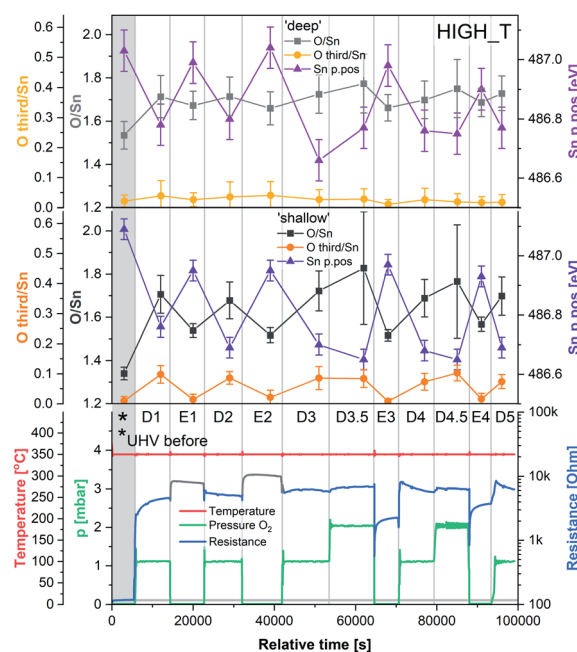 HIGH_T
'deep'
O/Sn
O third/Sn
Sn p.pos
0.6
0.5
0.4
0.3
0.2
0.1
0.0
O third/Sn
2.0
1.8
1.6
1.4
1.2
O/Sn
487.0
486.8
486.6
Sn p.pos [eV]
'shallow'
O/Sn
O third/Sn
Sn p.pos
0.6
0.5
0.4
0.3
0.2
0.1
0.0
O third/Sn
2.0
1.8
1.6
1.4
1.2
O/Sn
487.0
486.8
486.6
Sn p.pos [eV]
* D1 E1 D2 E2 D3 D3.5 E3 D4 D4.5 E4 D5
* UHV before
Temperature
Pressure O2
Resistance
400
350
300
250
200
150
100
50
0
Temperature [°C]
4
3
2
1
0
p [mbar]
100k
10k
1k
100
Resistance [Ohm]
0 20000 40000 60000 80000 100000
Relative time [s]